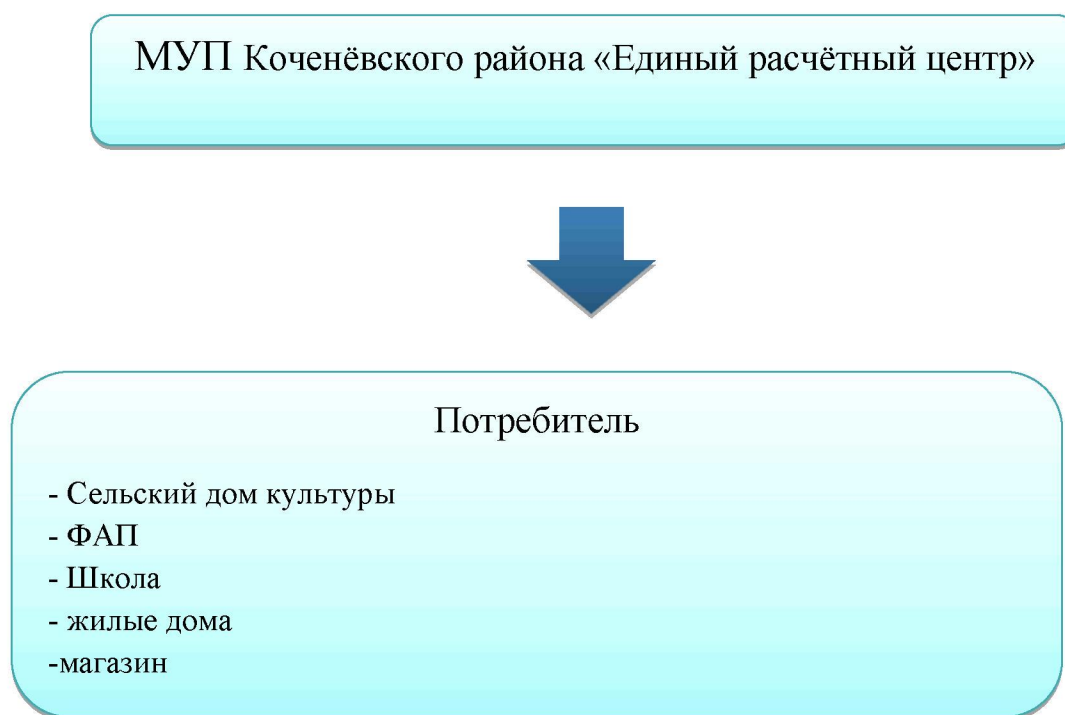 МУП Коченёвского района «Единый расчётный центр»
Потребитель
- Сельский дом культуры
- ФАП
- Школа
- жилые дома
-магазин